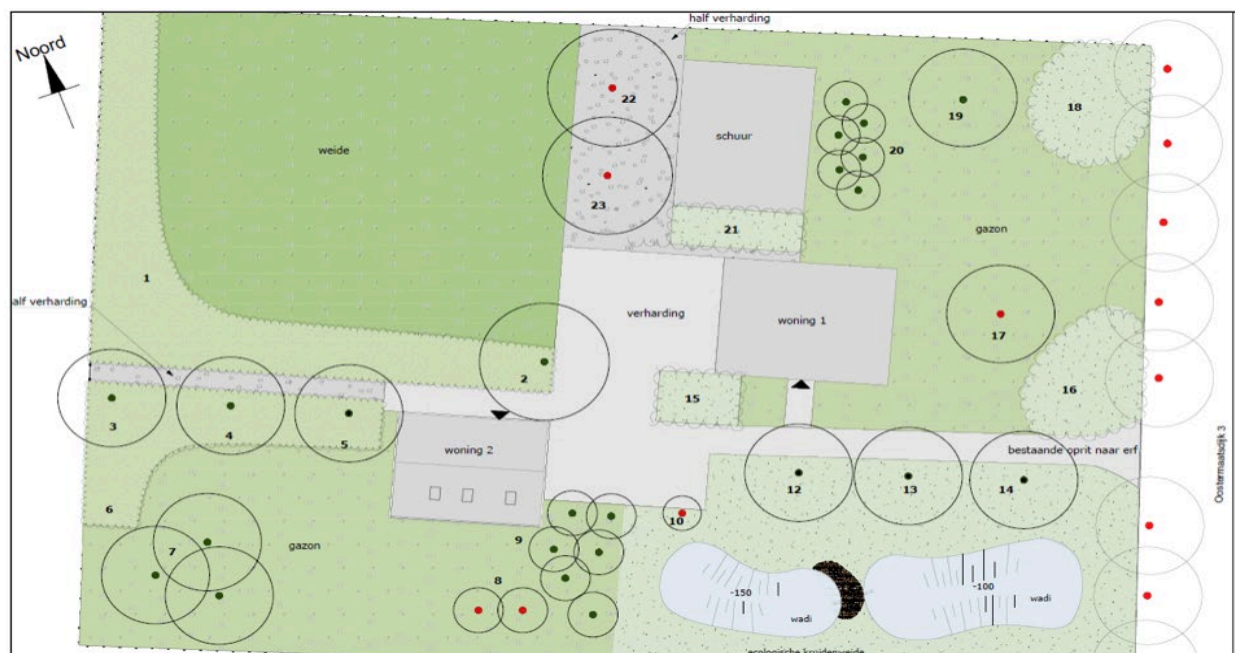 half verharding
Noord
22
18
19
schuur
20
weide
23
21
gazon
1
half verharding
verharding
woning 1
17
2
16
15
3
4
5
woning 2
bestaande oprit naar erf
12
13
14
6
10
9
7
gazon
8
-150
-100
wadi
wadi
ecologische kruidenweide
Oostermaatsdijk 3